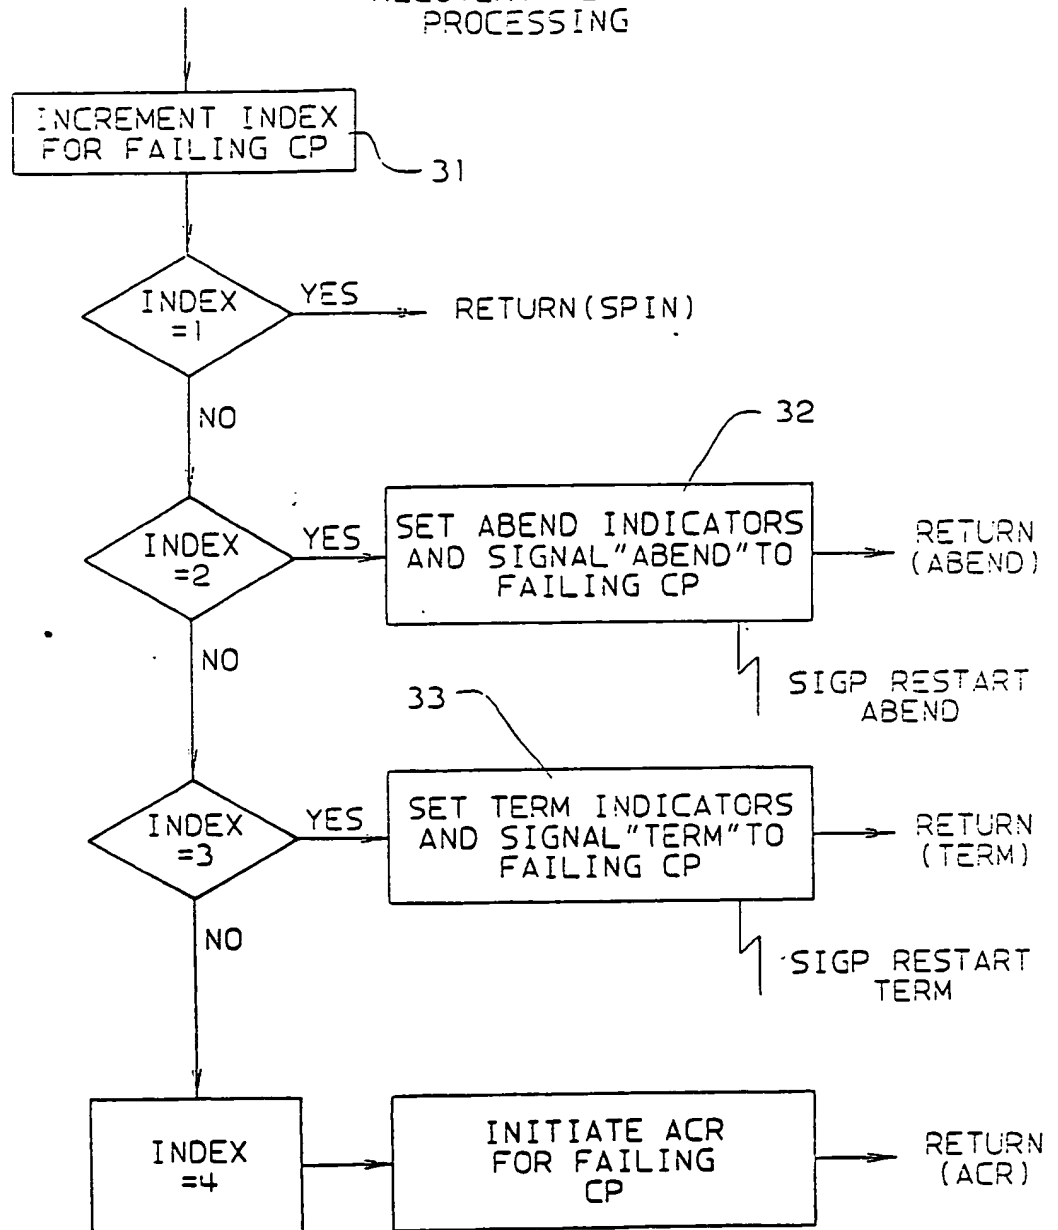 PROCESSING
INCREMENT INDEX
FOR FAILING CP
31
INDEX
=1
YES
RETURN(SPIN)
NO
32
INDEX
=2
YES
SET ABEND INDICATORS
AND SIGNAL"ABEND"TO
FAILING CP
RETURN
(ABEND)
NO
SIGP RESTART
ABEND
33
INDEX
=3
YES
SET TERM INDICATORS
AND SIGNAL"TERM"TO
FAILING CP
RETURN
(TERM)
NO
SIGP RESTART
TERM
INDEX
=4
INITIATE ACR
FOR FAILING
CP
RETURN
(ACR)